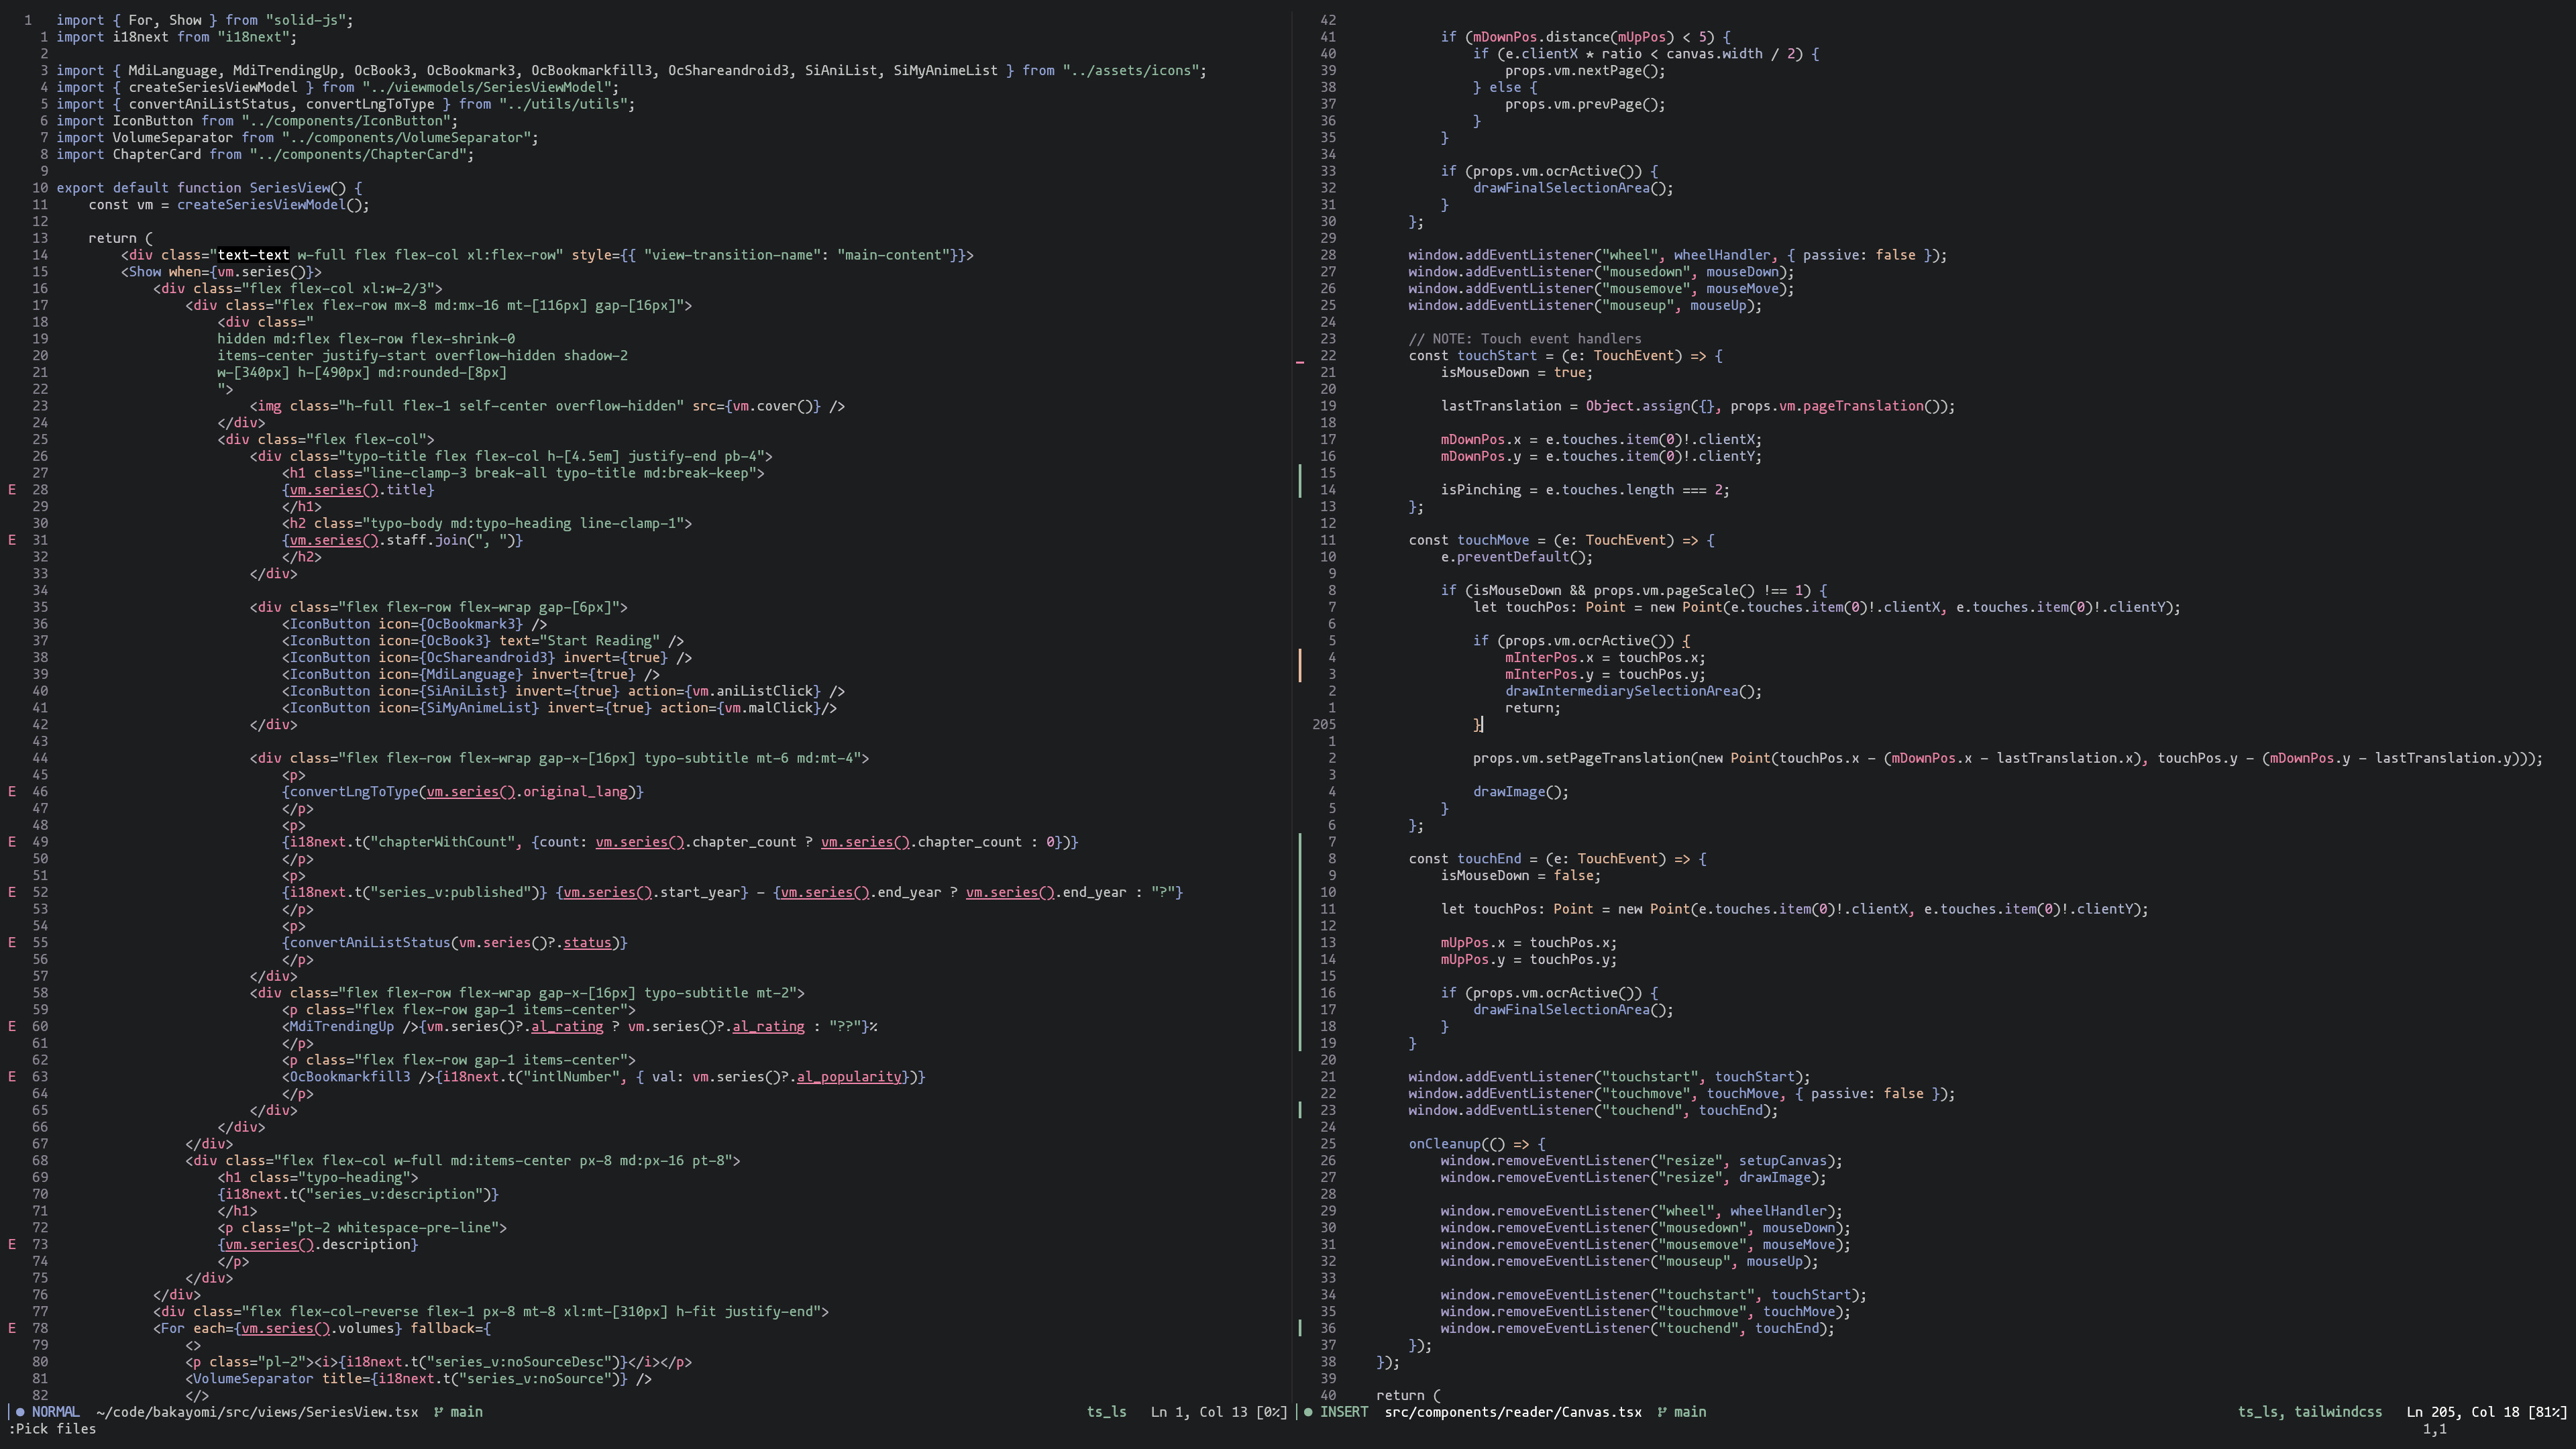 1 import { For, Show } from "solid-js";
1 import i18next from "i18next";
2
3 import { MdiLanguage, MdiTrendingUp, OcBook3, OcBookmark3, OcBookmarkfill3, OcShareandroid3, SiAniList, SiMyAnimeList } from "../assets/icons";
4 import { createSeriesViewModel } from "../viewmodels/SeriesViewModel";
5 import { convertAniListStatus, convertLngToType } from "../utils/utils";
6 import IconButton from "../components/IconButton";
7 import VolumeSeparator from "../components/VolumeSeparator";
8 import ChapterCard from "../components/ChapterCard";
9
10 export default function SeriesView() {
11 const vm = createSeriesViewModel();
12
13 return (
14 <div class="text-text w-full flex flex-col xl:flex-row" style={{ "view-transition-name": "main-content"}}>
15 <Show when={vm.series()}>
16 <div class="flex flex-col xl:w-2/3">
17 <div class="flex flex-row mx-8 md:mx-16 mt-[116px] gap-[16px]">
18 <div class="
19 hidden md:flex flex-row flex-shrink-0
20 items-center justify-start overflow-hidden shadow-2
21 w-[340px] h-[490px] md:rounded-[8px]
22 ">
23 <img class="h-full flex-1 self-center overflow-hidden" src={vm.cover()} />
24 </div>
25 <div class="flex flex-col">
26 <div class="typo-title flex flex-col h-[4.5em] justify-end pb-4">
27 <h1 class="line-clamp-3 break-all typo-title md:break-keep">
E 28 {vm.series().title}
29 </h1>
30 <h2 class="typo-body md:typo-heading line-clamp-1">
E 31 {vm.series().staff.join(", ")}
32 </h2>
33 </div>
34
35 <div class="flex flex-row flex-wrap gap-[6px]">
36 <IconButton icon={OcBookmark3} />
37 <IconButton icon={OcBook3} text="Start Reading" />
38 <IconButton icon={OcShareandroid3} invert={true} />
39 <IconButton icon={MdiLanguage} invert={true} />
40 <IconButton icon={SiAniList} invert={true} action={vm.aniListClick} />
41 <IconButton icon={SiMyAnimeList} invert={true} action={vm.malClick}/>
42 </div>
43
44 <div class="flex flex-row flex-wrap gap-x-[16px] typo-subtitle mt-6 md:mt-4">
45 <p>
E 46 {convertLngToType(vm.series().original_lang)}
47 </p>
48 <p>
E 49 {i18next.t("chapterWithCount", {count: vm.series().chapter_count ? vm.series().chapter_count : 0})}
50 </p>
51 <p>
E 52 {i18next.t("series_v:published")} {vm.series().start_year} - {vm.series().end_year ? vm.series().end_year : "?"}
53 </p>
54 <p>
E 55 {convertAniListStatus(vm.series()?.status)}
56 </p>
57 </div>
58 <div class="flex flex-row flex-wrap gap-x-[16px] typo-subtitle mt-2">
59 <p class="flex flex-row gap-1 items-center">
E 60 <MdiTrendingUp />{vm.series()?.al_rating ? vm.series()?.al_rating : "??"}%
61 </p>
62 <p class="flex flex-row gap-1 items-center">
E 63 <OcBookmarkfill3 />{i18next.t("intlNumber", { val: vm.series()?.al_popularity})}
64 </p>
65 </div>
66 </div>
67 </div>
68 <div class="flex flex-col w-full md:items-center px-8 md:px-16 pt-8">
69 <h1 class="typo-heading">
70 {i18next.t("series_v:description")}
71 </h1>
72 <p class="pt-2 whitespace-pre-line">
E 73 {vm.series().description}
74 </p>
75 </div>
76 </div>
77 <div class="flex flex-col-reverse flex-1 px-8 mt-8 xl:mt-[310px] h-fit justify-end">
E 78 <For each={vm.series().volumes} fallback={
79 <>
80 <p class="pl-2"><i>{i18next.t("series_v:noSourceDesc")}</i></p>
81 <VolumeSeparator title={i18next.t("series_v:noSource")} />
82 </>
NORMAL ~/code/bakayomi/src/views/SeriesView.tsx main ts_ls Ln 1, Col 13 [0%]
:Pick files
42
41 if (mDownPos.distance(mUpPos) < 5) {
40 if (e.clientX * ratio < canvas.width / 2) {
39 props.vm.nextPage();
38 } else {
37 props.vm.prevPage();
36 }
35 }
34
33 if (props.vm.ocrActive()) {
32 drawFinalSelectionArea();
31 }
30 };
29
28 window.addEventListener("wheel", wheelHandler, { passive: false });
27 window.addEventListener("mousedown", mouseDown);
26 window.addEventListener("mousemove", mouseMove);
25 window.addEventListener("mouseup", mouseUp);
24
23 // NOTE: Touch event handlers
22 const touchStart = (e: TouchEvent) => {
21 isMouseDown = true;
20
19 lastTranslation = Object.assign({}, props.vm.pageTranslation());
18
17 mDownPos.x = e.touches.item(0)!.clientX;
16 mDownPos.y = e.touches.item(0)!.clientY;
15
14 isPinching = e.touches.length === 2;
13 };
12
11 const touchMove = (e: TouchEvent) => {
10 e.preventDefault();
9
8 if (isMouseDown && props.vm.pageScale() !== 1) {
7 let touchPos: Point = new Point(e.touches.item(0)!.clientX, e.touches.item(0)!.clientY);
6
5 if (props.vm.ocrActive()) {
4 mInterPos.x = touchPos.x;
3 mInterPos.y = touchPos.y;
2 drawIntermediarySelectionArea();
1 return;
205 }
1
2 props.vm.setPageTranslation(new Point(touchPos.x - (mDownPos.x - lastTranslation.x), touchPos.y - (mDownPos.y - lastTranslation.y)));
3
4 drawImage();
5 }
6 };
7
8 const touchEnd = (e: TouchEvent) => {
9 isMouseDown = false;
10
11 let touchPos: Point = new Point(e.touches.item(0)!.clientX, e.touches.item(0)!.clientY);
12
13 mUpPos.x = touchPos.x;
14 mUpPos.y = touchPos.y;
15
16 if (props.vm.ocrActive()) {
17 drawFinalSelectionArea();
18 }
19 }
20
21 window.addEventListener("touchstart", touchStart);
22 window.addEventListener("touchmove", touchMove, { passive: false });
23 window.addEventListener("touchend", touchEnd);
24
25 onCleanup(() => {
26 window.removeEventListener("resize", setupCanvas);
27 window.removeEventListener("resize", drawImage);
28
29 window.removeEventListener("wheel", wheelHandler);
30 window.removeEventListener("mousedown", mouseDown);
31 window.removeEventListener("mousemove", mouseMove);
32 window.removeEventListener("mouseup", mouseUp);
33
34 window.removeEventListener("touchstart", touchStart);
35 window.removeEventListener("touchmove", touchMove);
36 window.removeEventListener("touchend", touchEnd);
37 });
38 });
39
40 return (
INSERT src/components/reader/Canvas.tsx main ts_ls, tailwindcss Ln 205, Col 18 [81%]
1,1